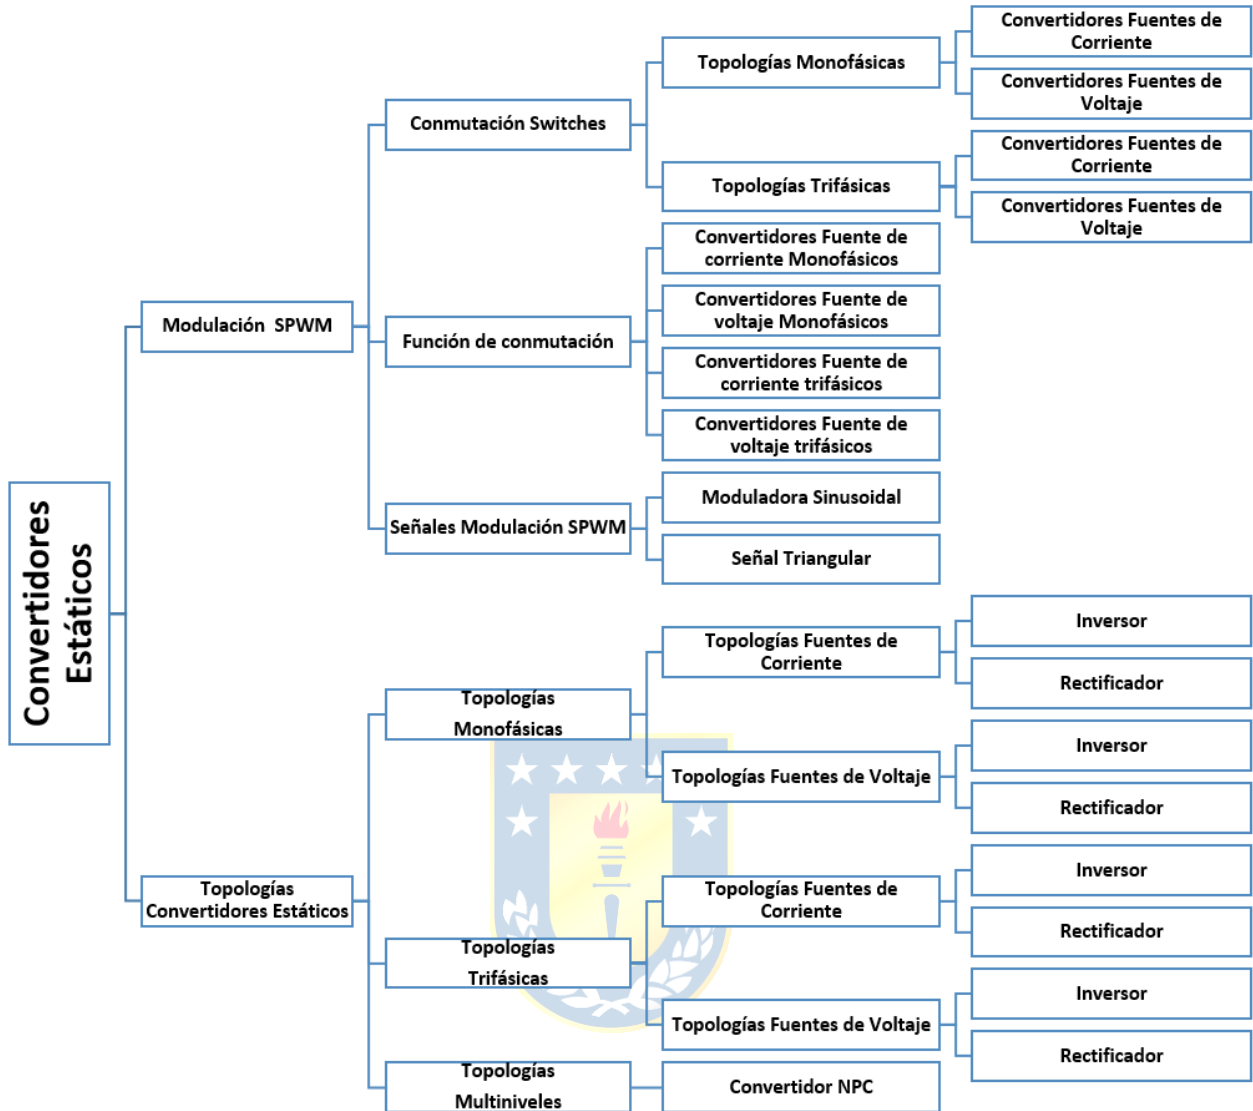 Convertidores
Estáticos
Modulación SPWM
Conmutación Switches
Topologías Monofásicas
Convertidores Fuentes de
Corriente
Convertidores Fuentes de
Voltaje
Topologías Trifásicas
Convertidores Fuentes de
Corriente
Convertidores Fuentes de
Voltaje
Función de conmutación
Convertidores Fuente de
corriente Monofásicos
Convertidores Fuente de
voltaje Monofásicos
Convertidores Fuente de
corriente trifásicos
Convertidores Fuente de
voltaje trifásicos
Señales Modulación SPWM
Moduladora Sinusoidal
Señal Triangular
Topologías
Convertidores Estáticos
Topologías
Monofásicas
Topologías Fuentes de
Corriente
Inversor
Rectificador
Topologías Fuentes de Voltaje
Inversor
Rectificador
Topologías
Trifásicas
Topologías Fuentes de
Corriente
Inversor
Rectificador
Topologías Fuentes de Voltaje
Inversor
Rectificador
Topologías
Multiniveles
Convertidor NPC